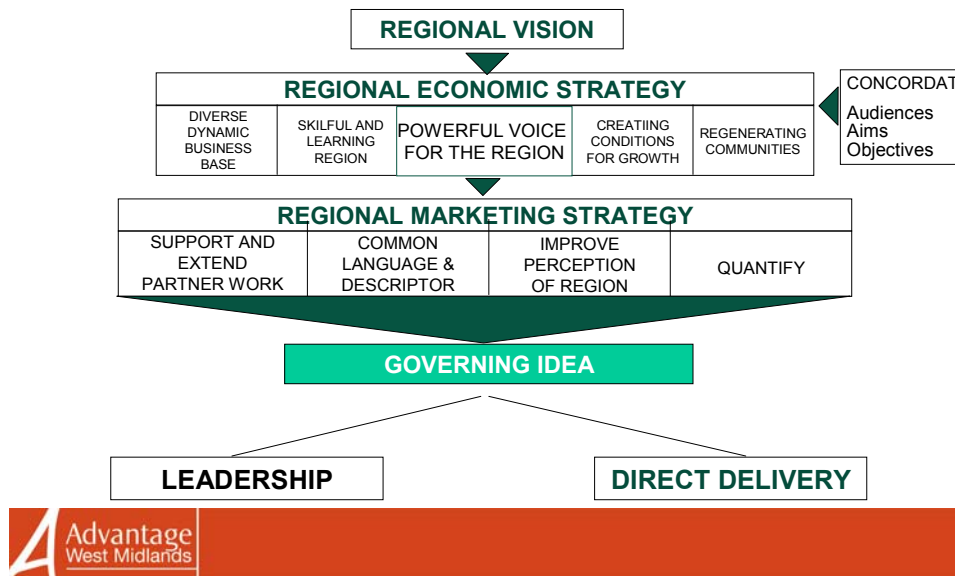 REGIONAL VISION
REGIONAL ECONOMIC STRATEGY
DIVERSE
DYNAMIC
BUSINESS
BASE
SKILFUL AND
LEARNING
REGION
POWERFUL VOICE
FOR THE REGION
CREATIING
CONDITIONS
FOR GROWTH
REGENERATING
COMMUNITIES
CONCORDAT
Audiences
Aims
Objectives
REGIONAL MARKETING STRATEGY
SUPPORT AND
EXTEND
PARTNER WORK
COMMON
LANGUAGE &
DESCRIPTOR
IMPROVE
PERCEPTION
OF REGION
QUANTIFY
GOVERNING IDEA
LEADERSHIP
DIRECT DELIVERY
Advantage
West Midlands